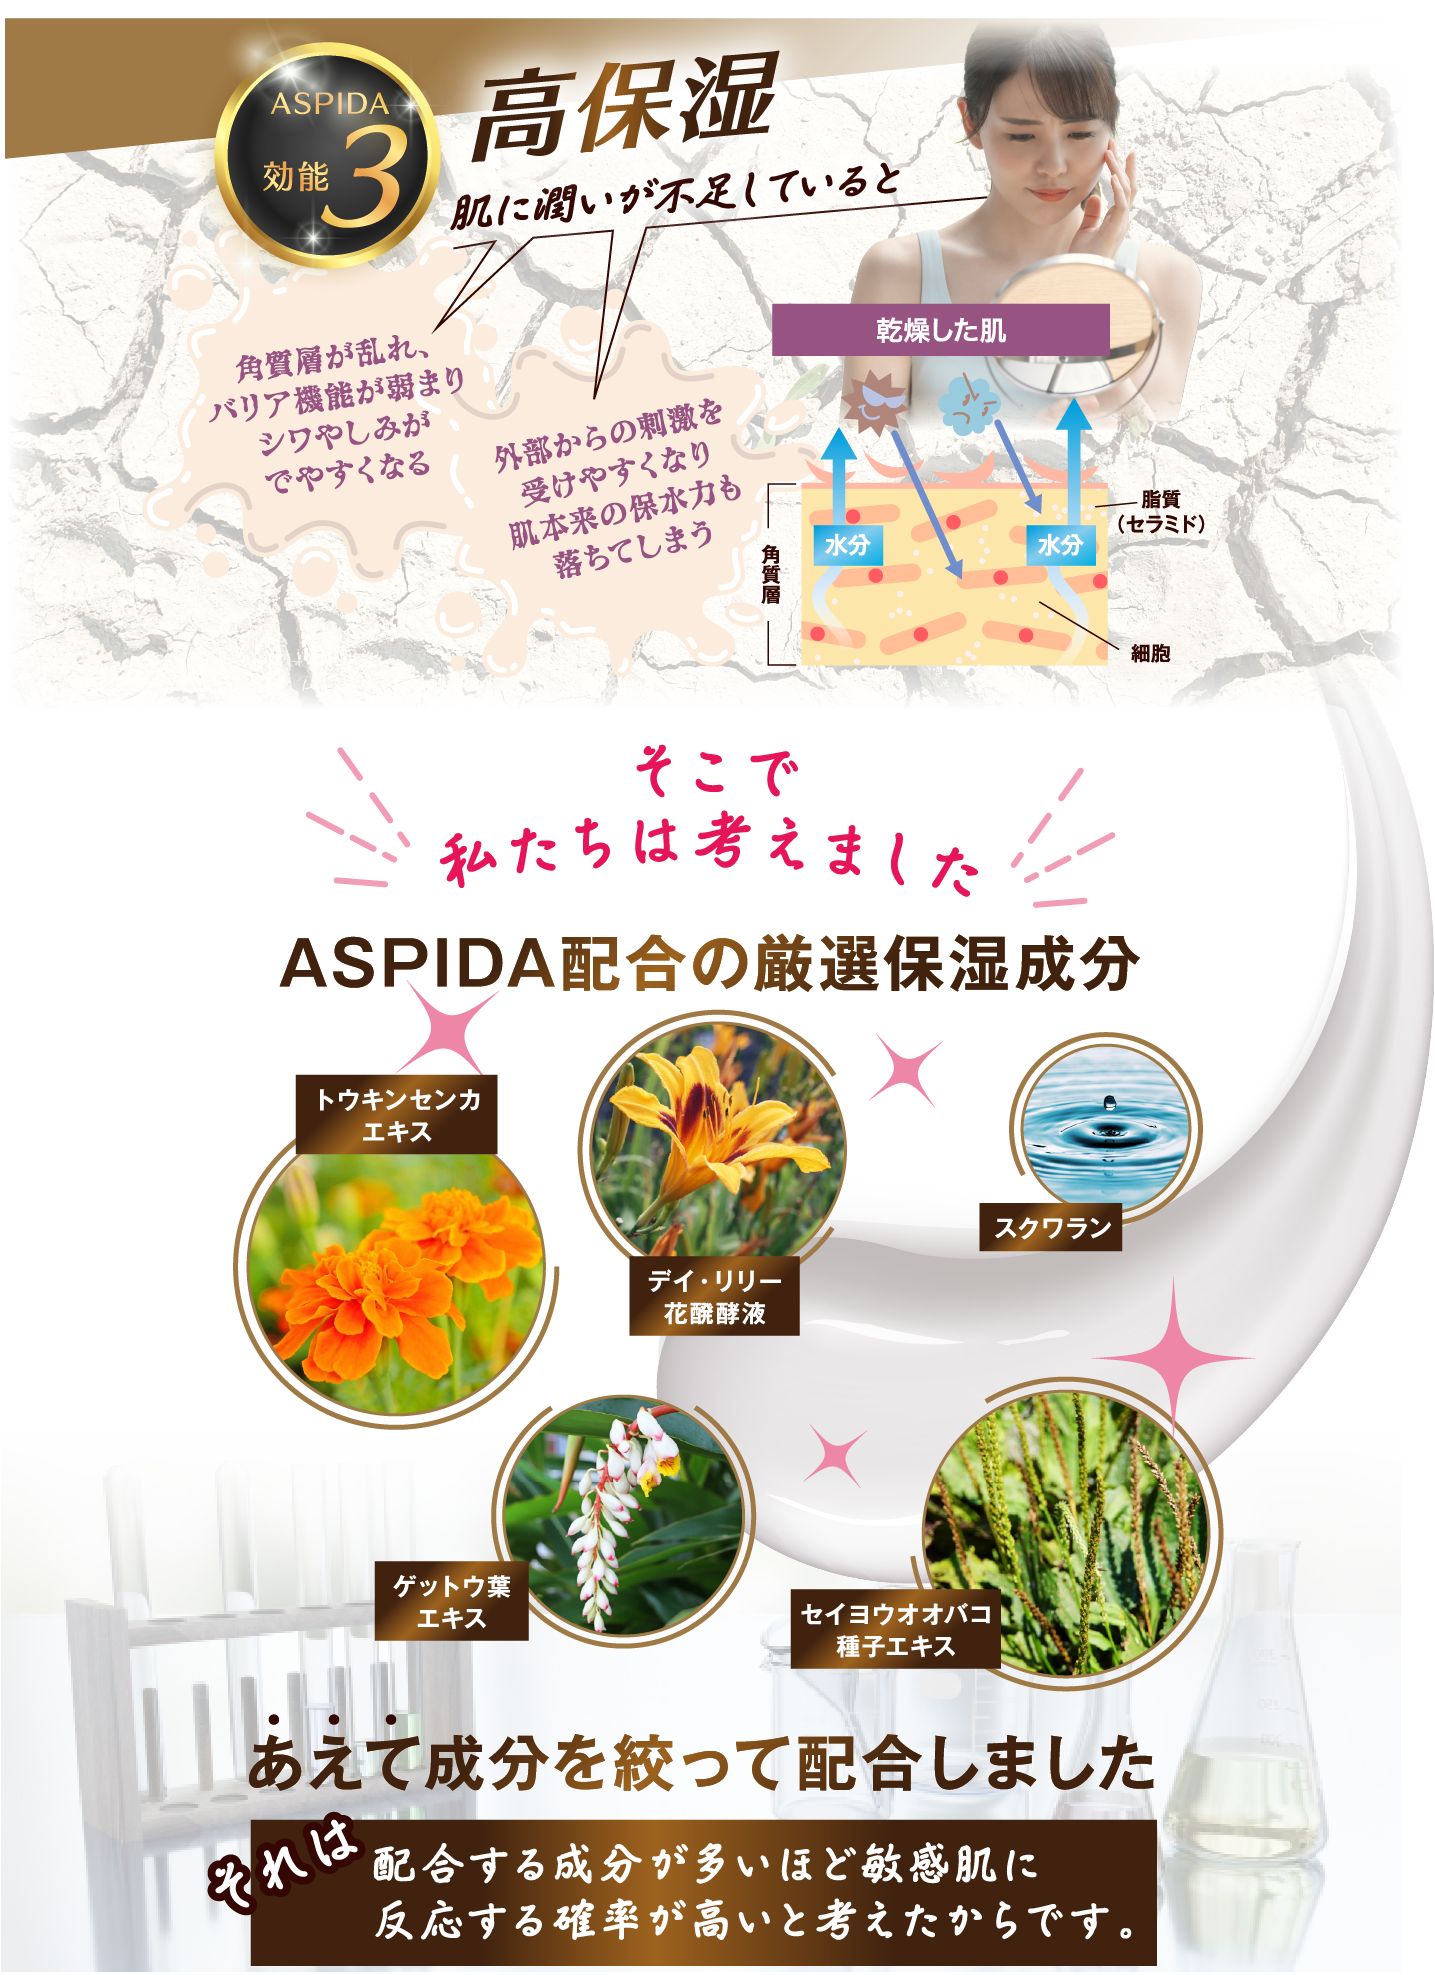 ASPIDA
効能3
高保湿
肌に潤いが不足していると
角質層が乱れ、
バリア機能が弱まり
シワやしみが
でやすくなる
外部からの刺激を
受けやすくなり
肌本来の保水力も
落ちてしまう
乾燥した肌
水分
水分
脂質
（セラミド）
角質層
細胞
そこで
私たちは考えました
ASPIDA配合の厳選保湿成分
トウキンセンカ
エキス
デイ・リリー
花醗酵液
スクワラン
ゲットウ葉
エキス
セイヨウオオバコ
種子エキス
あえて成分を絞って配合しました
それは
配合する成分が多いほど敏感肌に
反応する確率が高いと考えたからです。